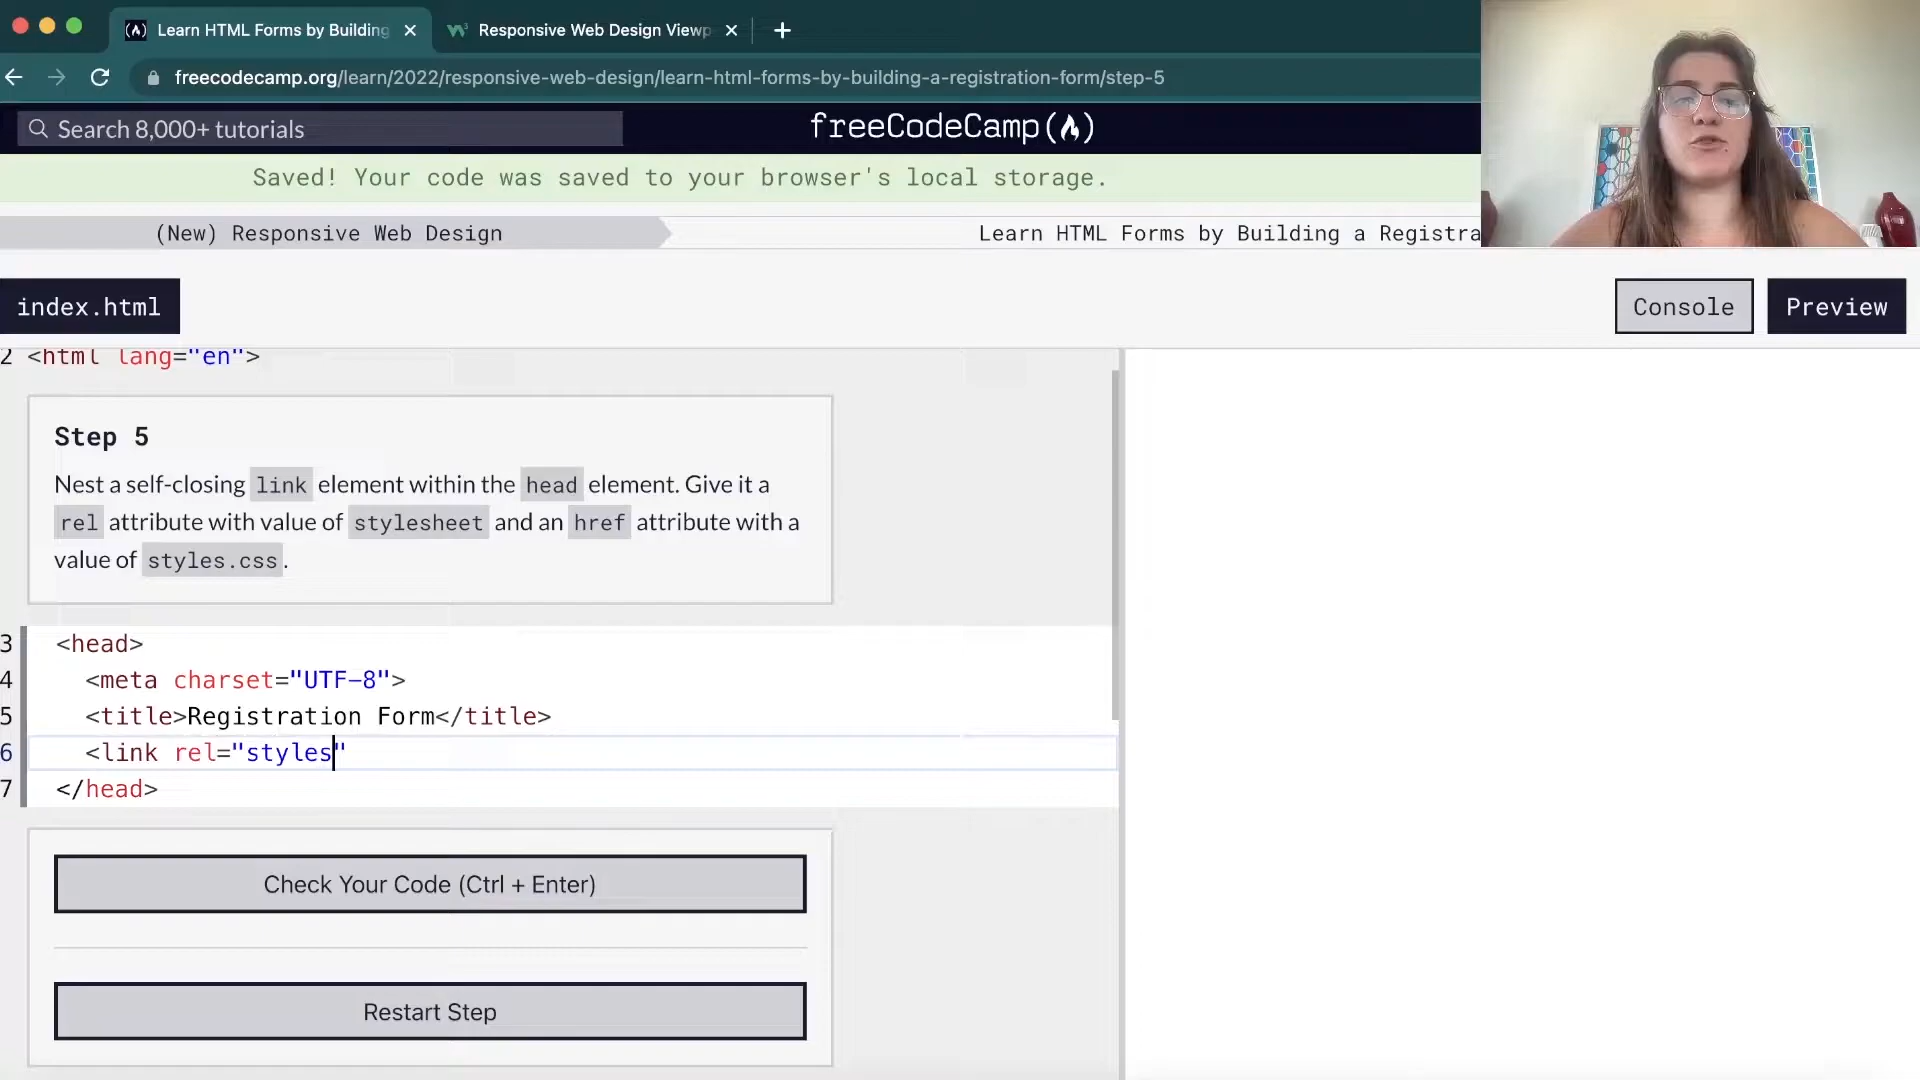 Learn HTML Forms by Building
Responsive Web Design Viewp
freecodecamp.org/learn/2022/responsive-web-design/learn-html-forms-by-building-a-registration-form/step-5
Search 8,000+ tutorials
freeCodeCamp
Saved! Your code was saved to your browser's local storage.
(New) Responsive Web Design
Learn HTML Forms by Building a Registra
index.html
Console
Preview
2 <html lang="en">
Step 5
Nest a self-closing link element within the head element. Give it a
rel attribute with value of stylesheet and an href attribute with a
value of styles.css.
3 <head>
4 <meta charset="UTF-8">
5 <title>Registration Form</title>
6 <link rel="styles"
7 </head>
Check Your Code (Ctrl + Enter)
Restart Step